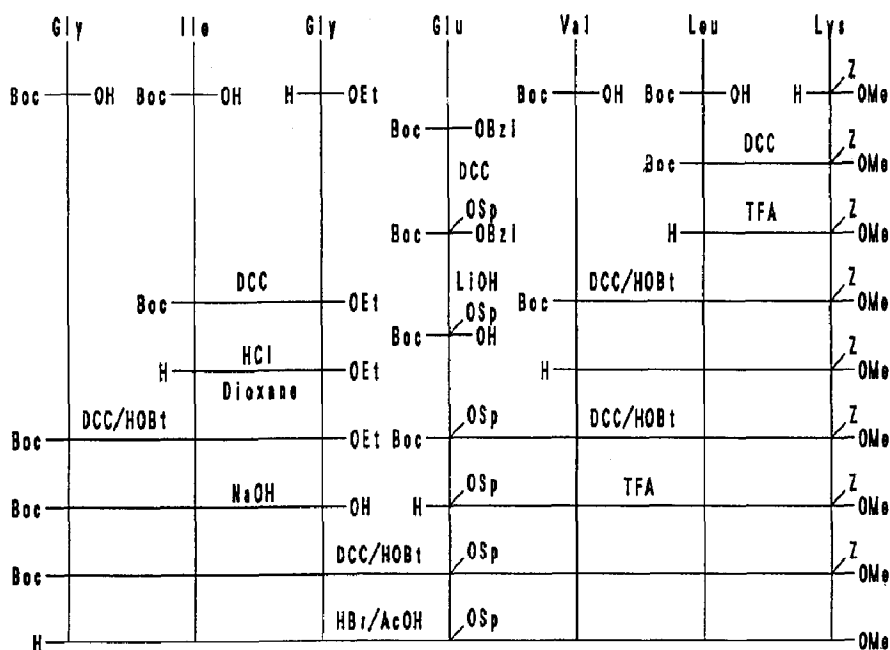 Gly Ile Gly Glu Val Leu Lys
Z
Boc OH Boc OH H OEt Boc OH Boc OH H OMe
Boc OBzl
DCC Z
Boc OMe
DCC
OSp TFA Z
Boc OBzl H OMe
DCC LiOH DCC/HOBt Z
Boc OEt OSp Boc OMe
Boc OH
HCl Z
H OEt H OMe
Dioxane
DCC/HOBt OSp DCC/HOBt Z
Boc OEt Boc OMe
NaOH OSp TFA Z
Boc OH H OMe
DCC/HOBt OSp Z
Boc OMe
HBr/AcOH OSp
H OMe